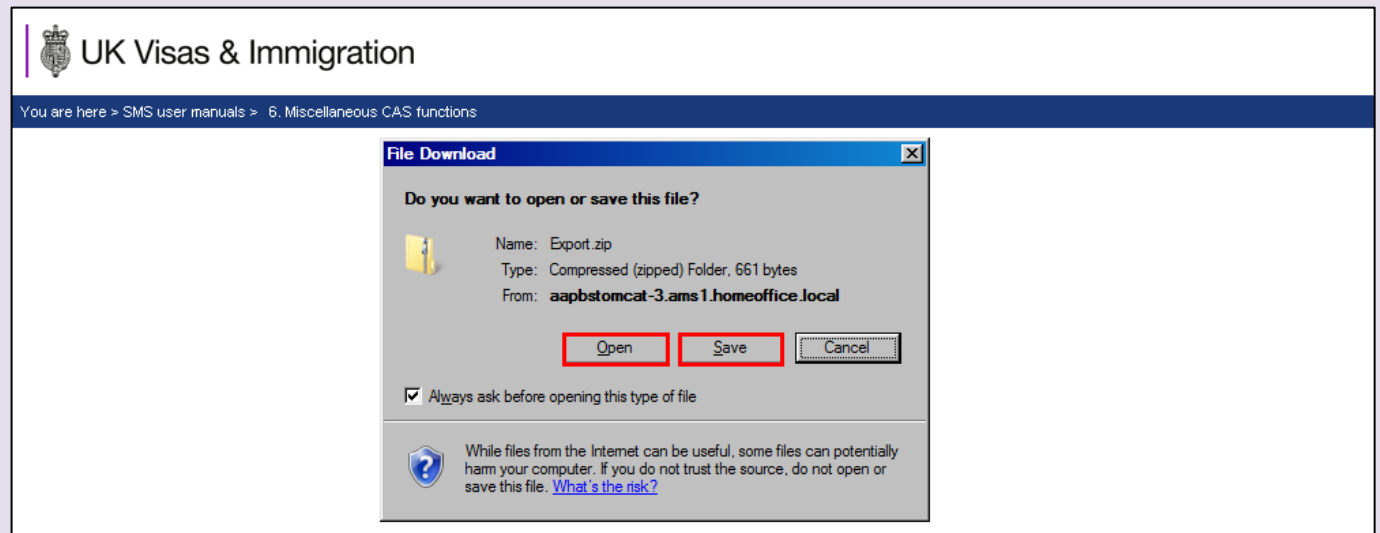 UK Visas & Immigration
You are here > SMS user manuals > 6. Miscellaneous CAS functions
File Download
Do you want to open or save this file?
Name: Export.zip
Type: Compressed (zipped) Folder, 661 bytes
From: aapbstomcat-3.ams1.homeoffice.local
Open Save Cancel
Always ask before opening this type of file
While files from the Internet can be useful, some files can potentially
harm your computer. If you do not trust the source, do not open or
save this file. What's the risk?